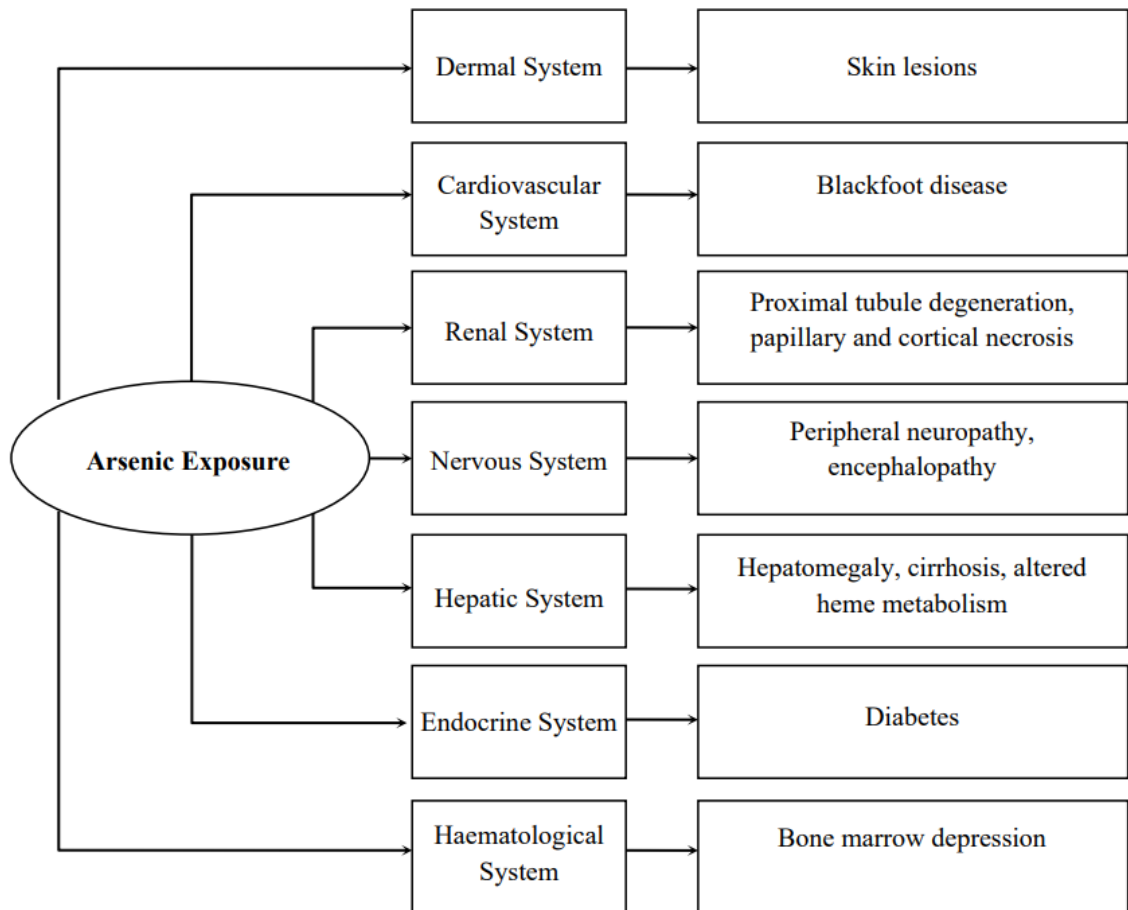 Dermal System
Skin lesions
Cardiovascular
System
Blackfoot disease
Renal System
Proximal tubule degeneration,
papillary and cortical necrosis
Arsenic Exposure
Nervous System
Peripheral neuropathy,
encephalopathy
Hepatic System
Hepatomegaly, cirrhosis, altered
heme metabolism
Endocrine System
Diabetes
Haematological
System
Bone marrow depression